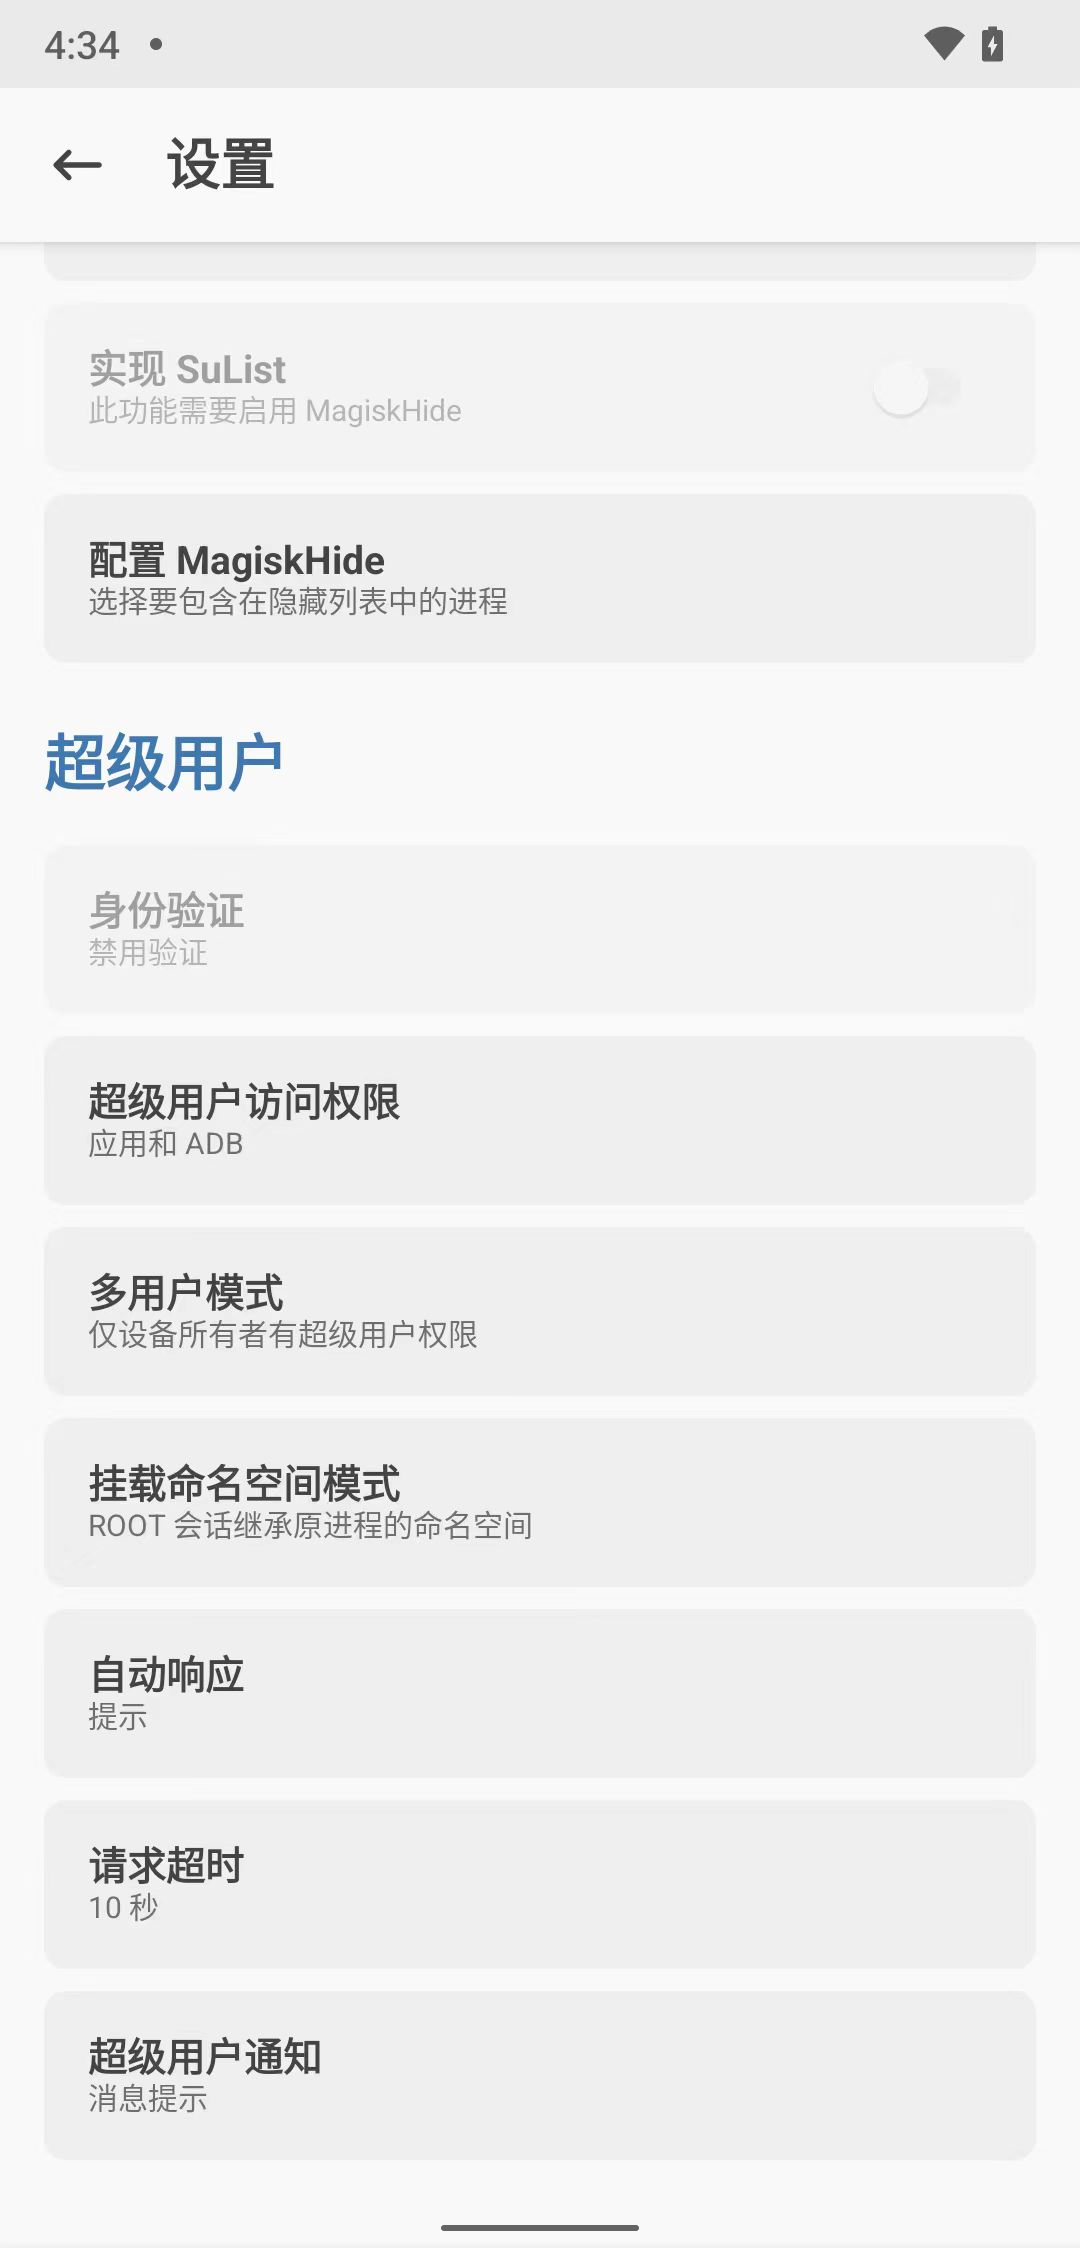 4:34
设置
实现 SuList
此功能需要启用 MagiskHide
配置 MagiskHide
选择要包含在隐藏列表中的进程
超级用户
身份验证
禁用验证
超级用户访问权限
应用和 ADB
多用户模式
仅设备所有者有超级用户权限
挂载命名空间模式
ROOT 会话继承原进程的命名空间
自动响应
提示
请求超时
10 秒
超级用户通知
消息提示